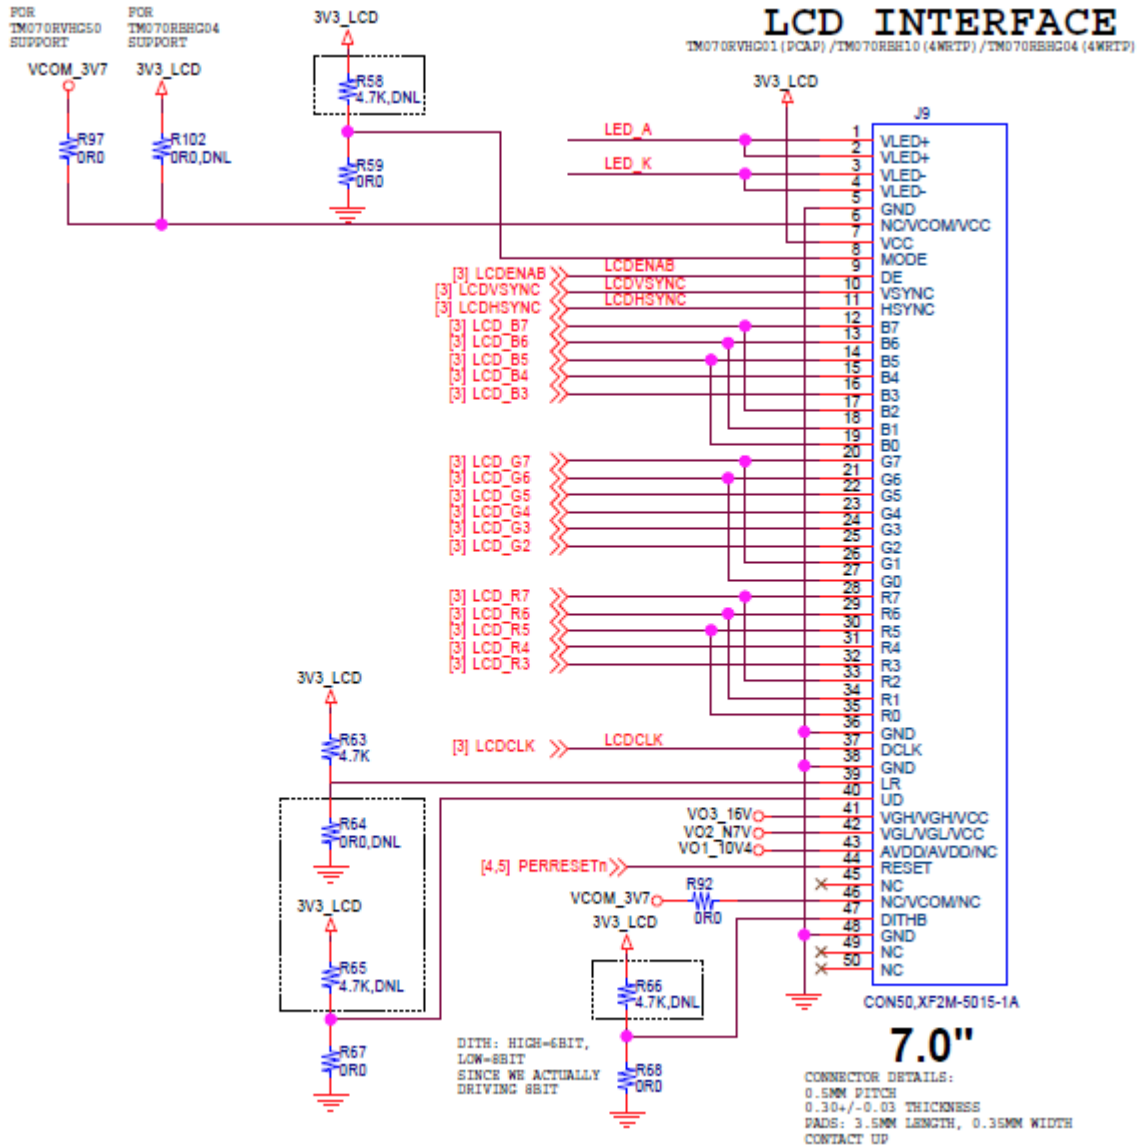 FOR
TM070RVHG50
SUPPORT
FOR
TM070RBHG04
SUPPORT
VCOM_3V7
3V3_LCD
R97
0R0
R102
0R0,DNL
3V3_LCD
R58
4.7K,DNL
R59
0R0
LCD INTERFACE
TM070RVHG01(PCAP)/TM070RBH10(4WRTP)/TM070RBHG04(4WRTP)
3V3_LCD
J9
LED_A
LED_K
1 VLED+
2 VLED+
3 VLED-
4 VLED-
5 GND
6 NC/VCOM/VCC
7 VCC
8 MODE
[3] LCDENAB LCDENAB 9 DE
[3] LCDVSYNC LCDVSYNC 10 VSYNC
[3] LCDHSYNC LCDHSYNC 11 HSYNC
[3] LCD_B7 12 B7
[3] LCD_B6 13 B6
[3] LCD_B5 14 B5
[3] LCD_B4 15 B4
[3] LCD_B3 16 B3
17 B2
18 B1
19 B0
[3] LCD_G7 20 G7
[3] LCD_G6 21 G6
[3] LCD_G5 22 G5
[3] LCD_G4 23 G4
[3] LCD_G3 24 G3
[3] LCD_G2 25 G2
26 G1
27 G0
[3] LCD_R7 28 R7
[3] LCD_R6 29 R6
[3] LCD_R5 30 R5
[3] LCD_R4 31 R4
[3] LCD_R3 32 R3
33 R2
34 R1
35 R0
36 GND
[3] LCDCLK LCDCLK 37 DCLK
38 GND
39 LR
40 UD
VO3_16V 41 VGH/VGH/VCC
VO2_N7V 42 VGL/VGL/VCC
VO1_10V4 43 AVDD/AVDD/NC
[4,5] PERRESETn 44 RESET
45 NC
VCOM_3V7 R92 0R0 46 NC/VCOM/NC
47 DITHB
48 GND
49 NC
50 NC
CON50,XF2M-5015-1A
3V3_LCD
R63
4.7K
R64
0R0,DNL
3V3_LCD
R65
4.7K,DNL
R67
0R0
3V3_LCD
R66
4.7K,DNL
R68
0R0
DITH: HIGH=6BIT,
LOW=8BIT
SINCE WE ACTUALLY
DRIVING 8BIT
7.0"
CONNECTOR DETAILS:
0.5MM PITCH
0.30+/-0.03 THICKNESS
PADS: 3.5MM LENGTH, 0.35MM WIDTH
CONTACT UP